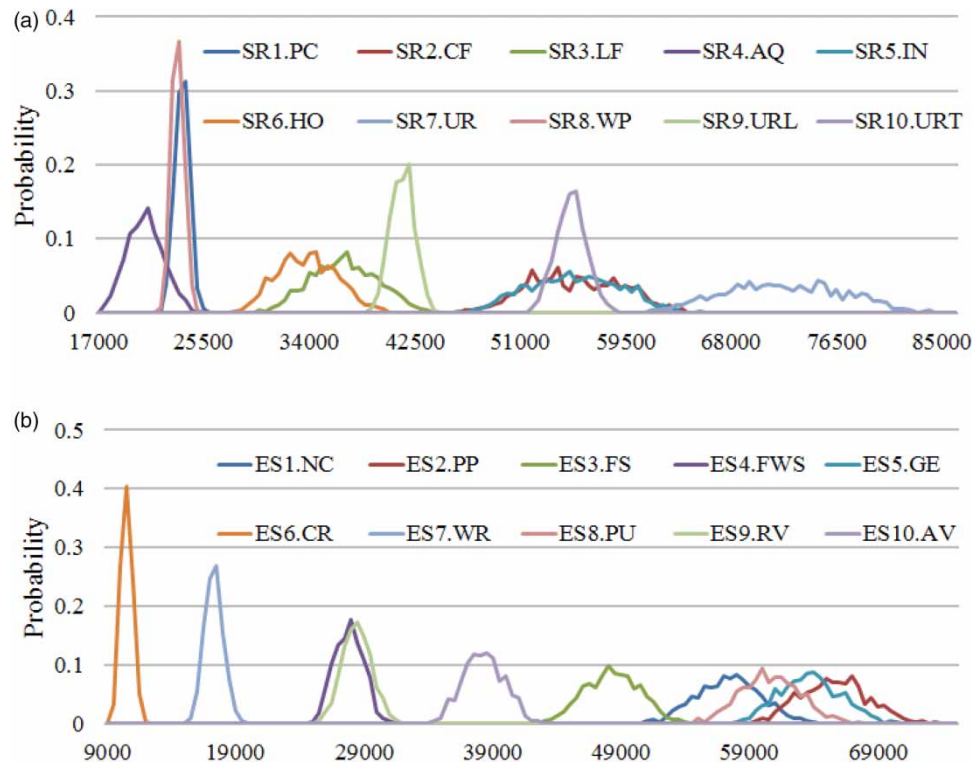 (a)
0.4
SR1.PC SR2.CF SR3.LF SR4.AQ SR5.IN
0.3
SR6.HO SR7.UR SR8.WP SR9.URL SR10.URT
0.2
0.1
0
Probability
17000 25500 34000 42500 51000 59500 68000 76500 85000
(b)
0.5
ES1.NC ES2.PP ES3.FS ES4.FWS ES5.GE
0.4
ES6.CR ES7.WR ES8.PU ES9.RV ES10.AV
0.3
0.2
0.1
0
Probability
9000 19000 29000 39000 49000 59000 69000